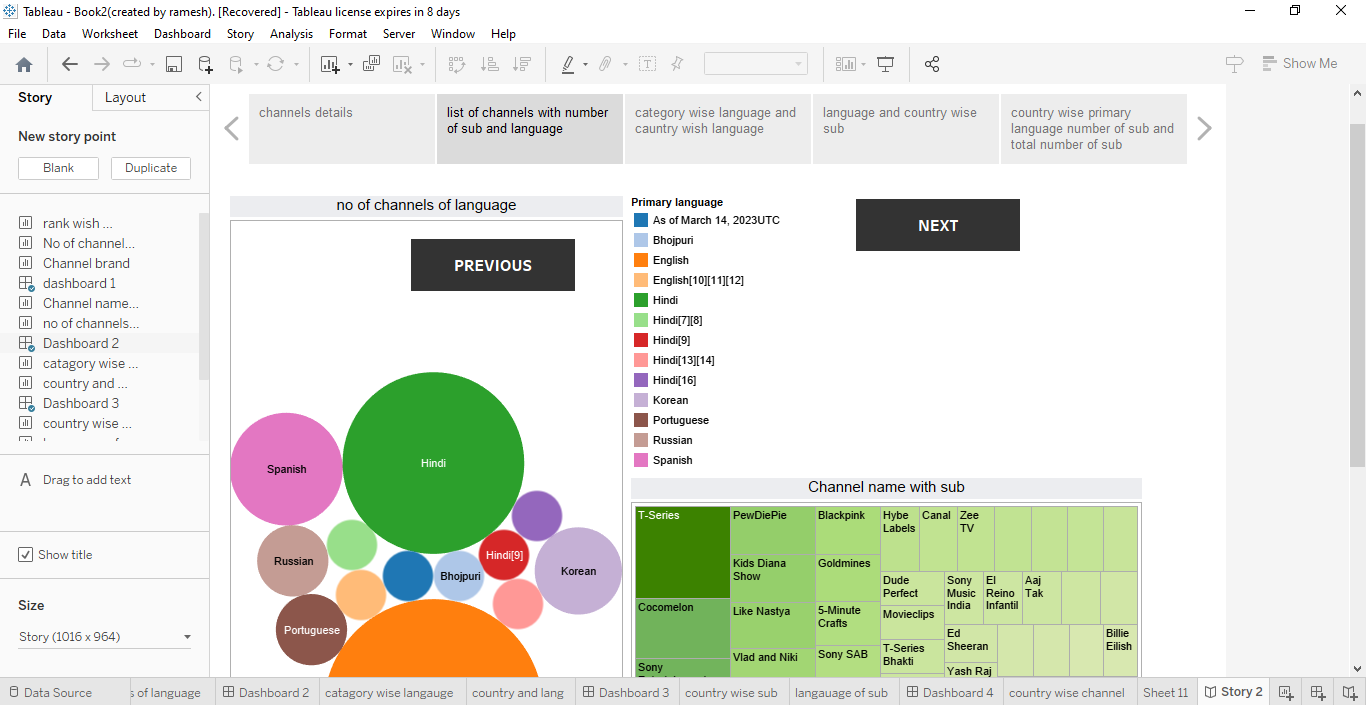 Tableau - Book2(created by ramesh). [Recovered] - Tableau license expires in 8 days
File Data Worksheet Dashboard Story Analysis Format Server Window Help
Show Me
Story Layout
New story point
Blank Duplicate
rank wish ...
No of channel...
Channel brand
dashboard 1
Channel name...
no of channels...
Dashboard 2
catagory wise ...
country and ...
Dashboard 3
country wise ...
A Drag to add text
Show title
Size
Story (1016 x 964)
channels details
list of channels with number
of sub and language
category wise language and
cauntry wish language
language and country wise
sub
country wise primary
language number of sub and
total number of sub
no of channels of language
PREVIOUS
Spanish
Hindi
Russian
Hindi[9]
Bhojpuri
Korean
Portuguese
Primary language
As of March 14, 2023UTC
Bhojpuri
English
English[10][11][12]
Hindi
Hindi[7][8]
Hindi[9]
Hindi[13][14]
Hindi[16]
Korean
Portuguese
Russian
Spanish
NEXT
Channel name with sub
T-Series
Cocomelon
Sony
PewDiePie
Kids Diana
Show
Like Nastya
Vlad and Niki
Blackpink
Goldmines
5-Minute
Crafts
Sony SAB
Hybe
Labels
Canal
Zee
TV
Dude
Perfect
Movieclips
T-Series
Bhakti
Sony
Music
India
El
Reino
Infantil
Aaj
Tak
Ed
Sheeran
Yash Raj
Billie
Eilish
Data Source s of language Dashboard 2 catagory wise langauge country and lang Dashboard 3 country wise sub langauage of sub Dashboard 4 country wise channel Sheet 11 Story 2